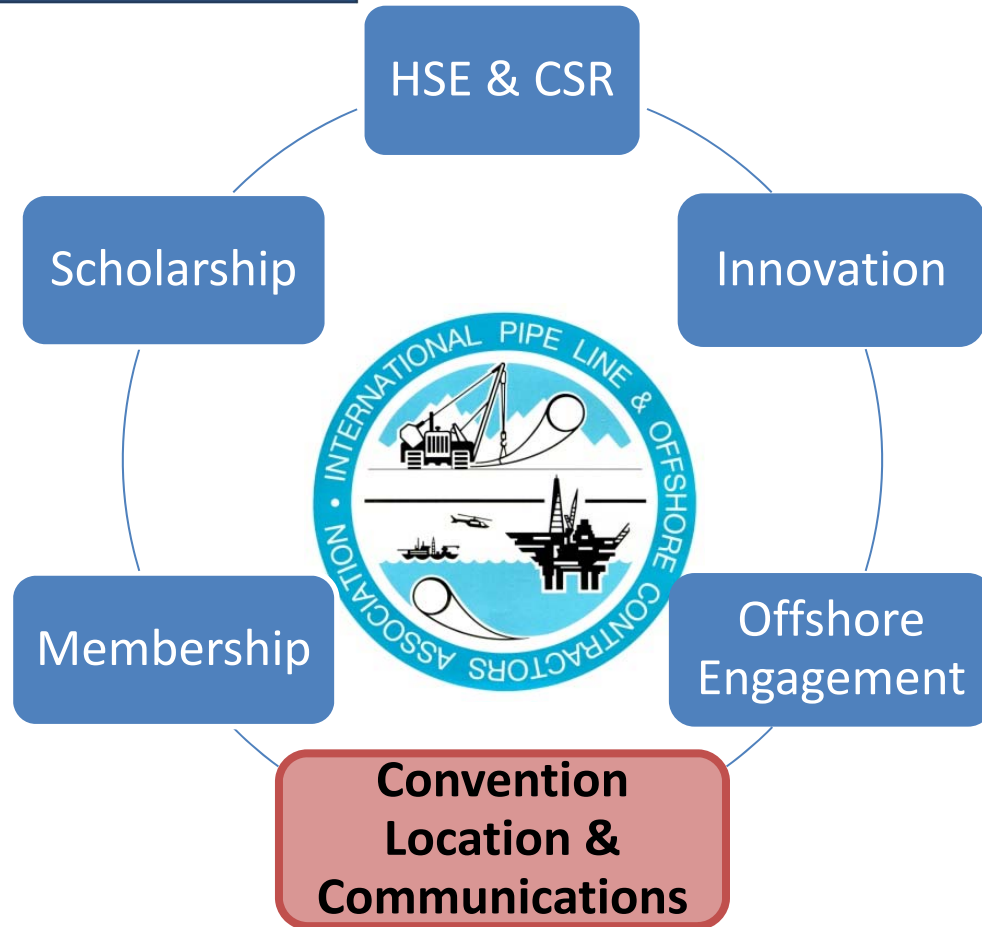 HSE & CSR
Scholarship
Innovation
INTERNATIONAL PIPE LINE & OFFSHORE CONTRACTORS ASSOCIATION •
Membership
Offshore
Engagement
Convention
Location &
Communications